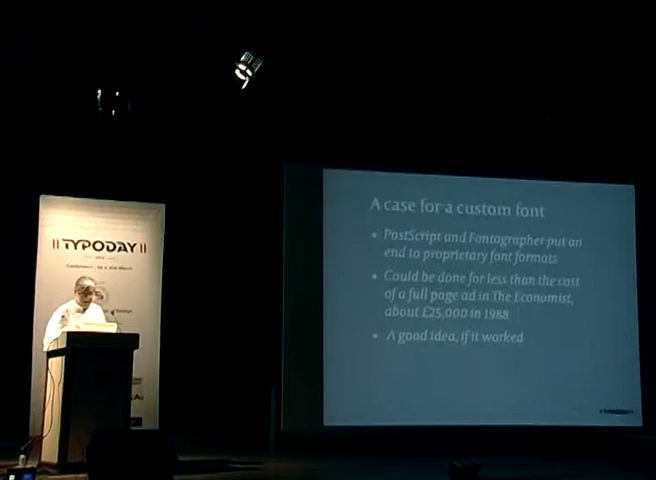 TYPODAY
A case for a custom font
• PostScript and Fontographer put an
end to proprietary font formats
• Could be done for less than the cost
of a full page ad in The Economist,
about £25,000 in 1988
• A good idea, if it worked